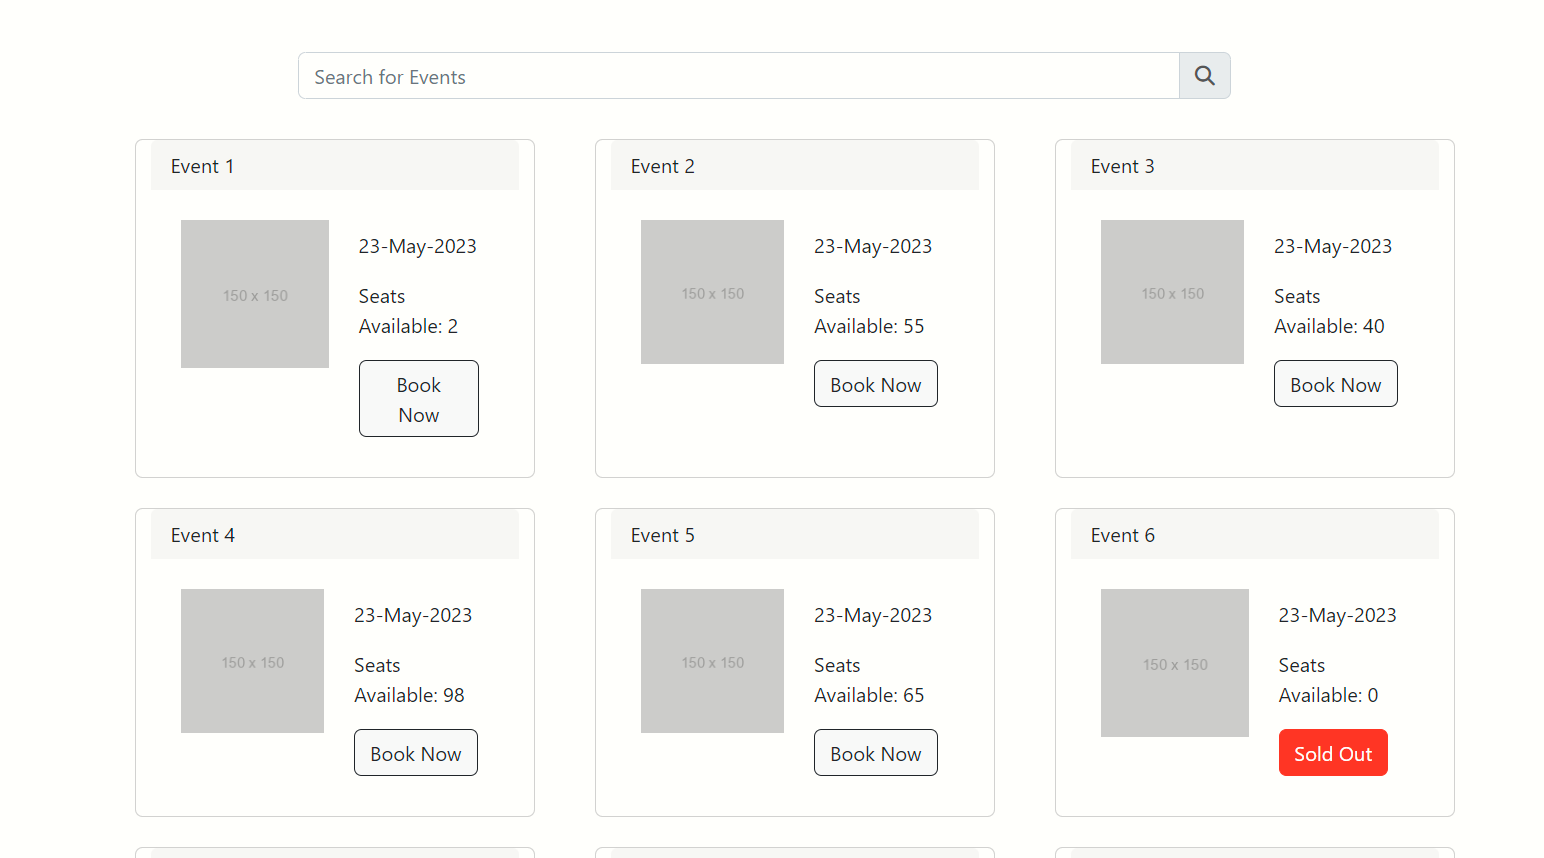 Search for Events
Event 1
150 x 150
23-May-2023
Seats
Available: 2
Book
Now
Event 2
150 x 150
23-May-2023
Seats
Available: 55
Book Now
Event 3
150 x 150
23-May-2023
Seats
Available: 40
Book Now
Event 4
150 x 150
23-May-2023
Seats
Available: 98
Book Now
Event 5
150 x 150
23-May-2023
Seats
Available: 65
Book Now
Event 6
150 x 150
23-May-2023
Seats
Available: 0
Sold Out